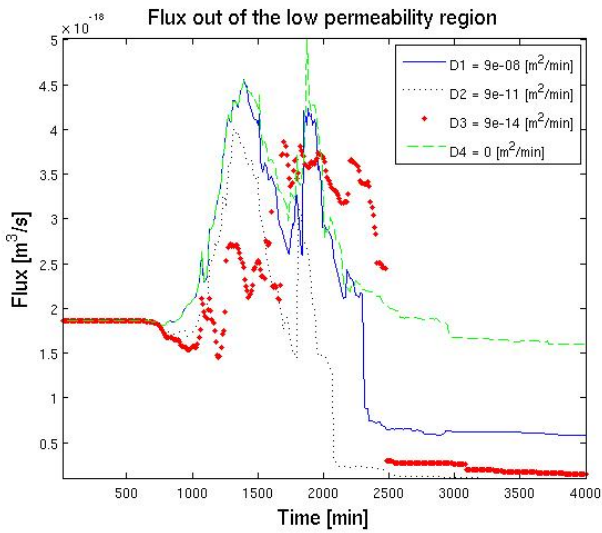 Flux out of the low permeability region
× 10⁻¹⁸
5
4.5
4
3.5
3
2.5
2
1.5
1
0.5
Flux [m³/s]
D1 = 9e-08 [m²/min]
D2 = 9e-11 [m²/min]
D3 = 9e-14 [m²/min]
D4 = 0 [m²/min]
500 1000 1500 2000 2500 3000 3500 4000
Time [min]